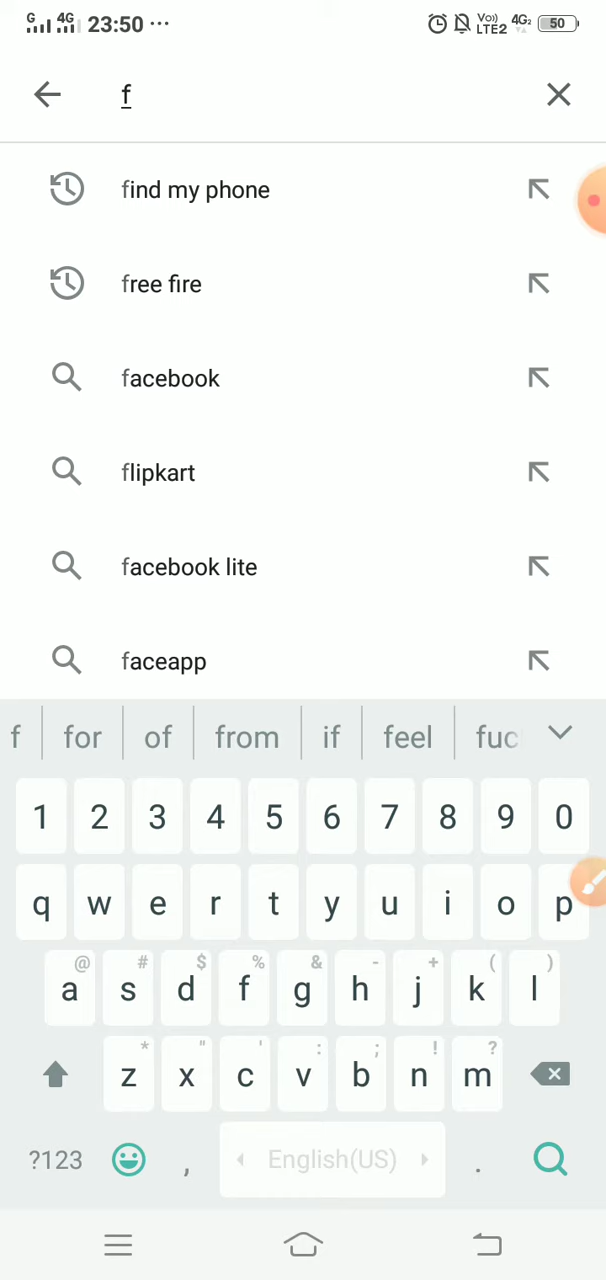 G 4G 23:50 ... Vo)) LTE2 4G2 50
f
find my phone
free fire
facebook
flipkart
facebook lite
faceapp
f for of from if feel fuc
1 2 3 4 5 6 7 8 9 0
q w e r t y u i o p
@ # $ % & - + ( )
a s d f g h j k l
* " ' : ; ! ?
z x c v b n m
?123 , English(US) .